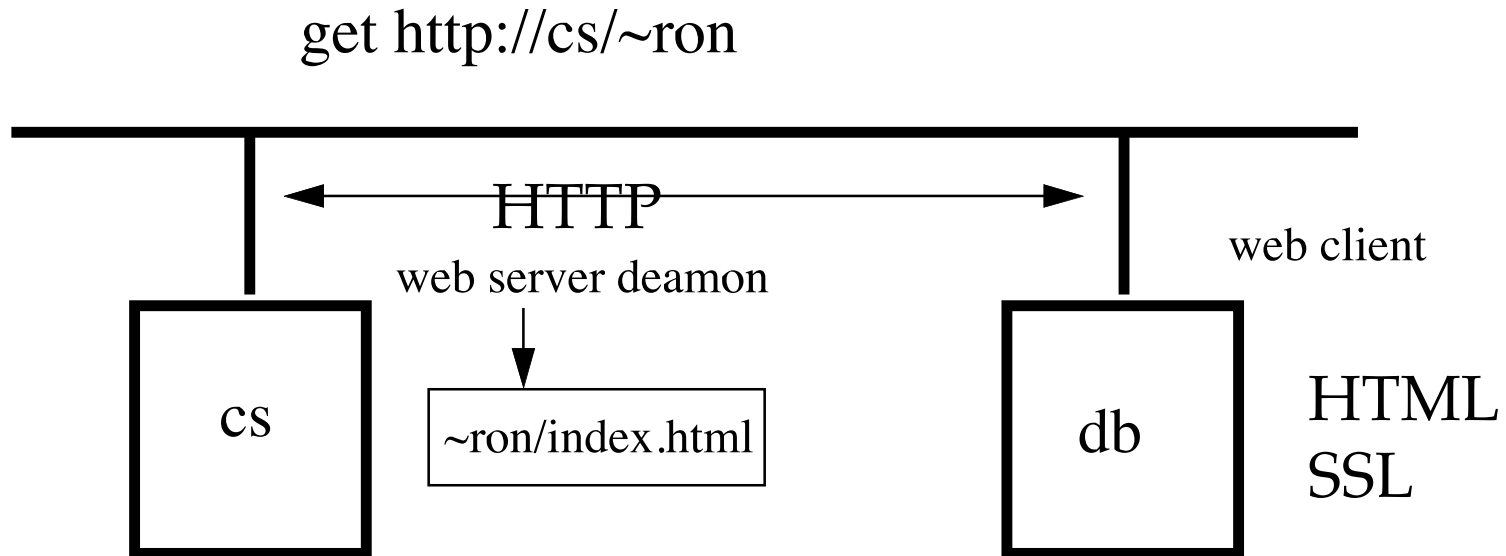 get http://cs/~ron
HTTP
web client
web server deamon
cs
~ron/index.html
db
HTML
SSL